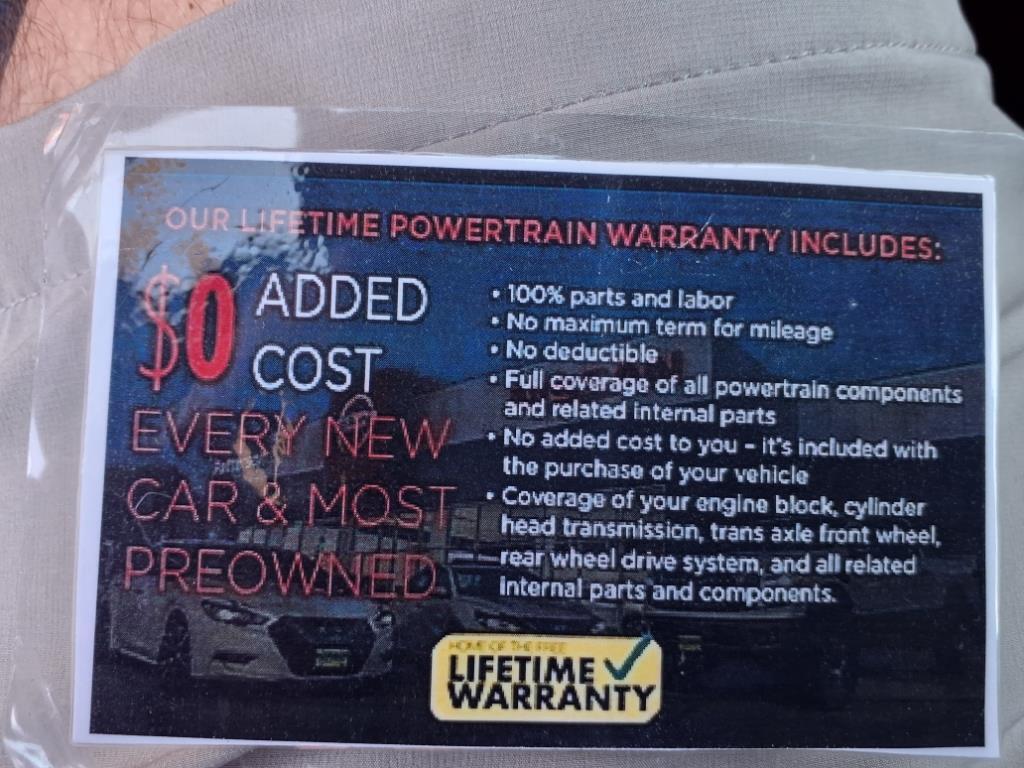 OUR LIFETIME POWERTRAIN WARRANTY INCLUDES:
$0 ADDED
COST
EVERY NEW
CAR & MOST
PREOWNED
• 100% parts and labor
• No maximum term for mileage
• No deductible
• Full coverage of all powertrain components
and related internal parts
• No added cost to you – it's included with
the purchase of your vehicle
• Coverage of your engine block, cylinder
head transmission, trans axle front wheel,
rear wheel drive system, and all related
internal parts and components.
HOME OF THE FREE
LIFETIME
WARRANTY